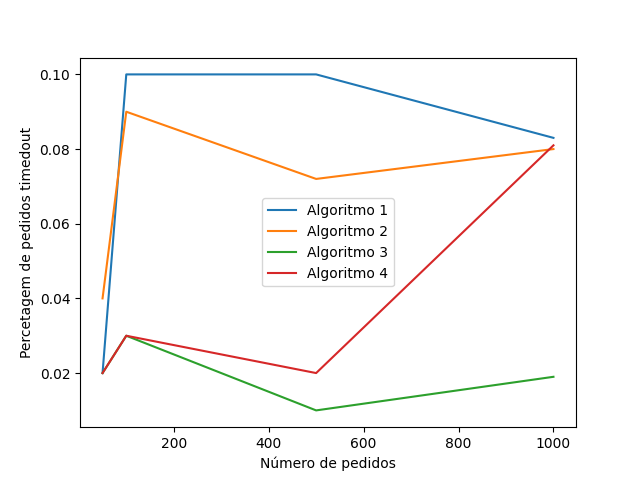 Percetagem de pedidos timedout
0.10
0.08
0.06
0.04
0.02
Algoritmo 1
Algoritmo 2
Algoritmo 3
Algoritmo 4
200 400 600 800 1000
Número de pedidos